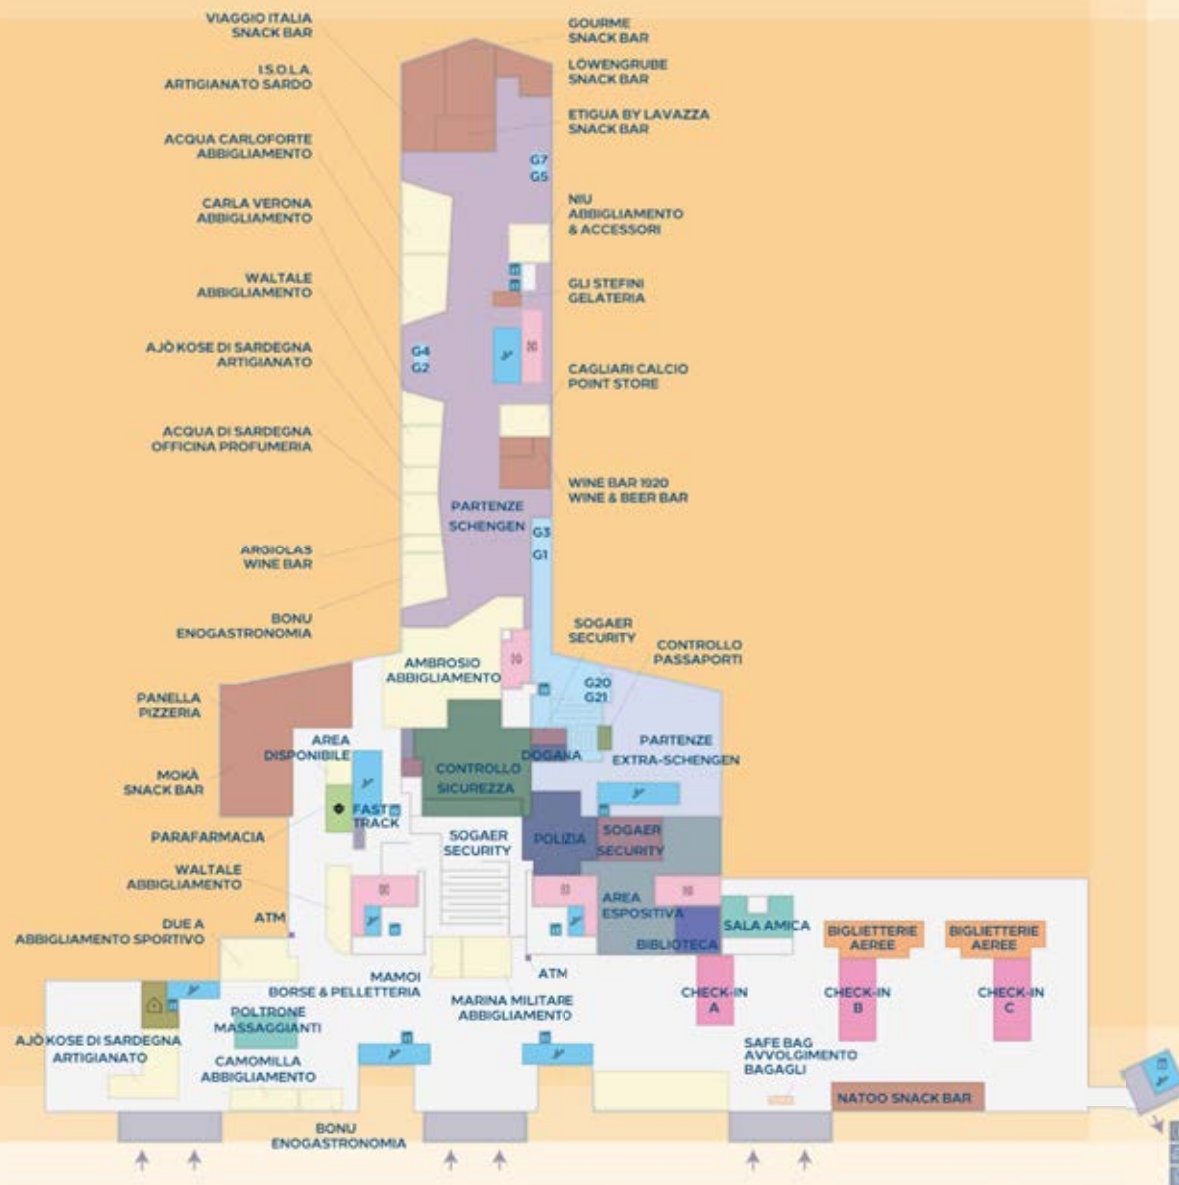 VIAGGIO ITALIA
SNACK BAR
GOURME
SNACK BAR
I.S.O.L.A.
ARTIGIANATO SARDO
LÖWENGRUBE
SNACK BAR
ETIGUA BY LAVAZZA
SNACK BAR
ACQUA CARLOFORTE
ABBIGLIAMENTO
G7
G5
CARLA VERONA
ABBIGLIAMENTO
NIU
ABBIGLIAMENTO
& ACCESSORI
WALTALE
ABBIGLIAMENTO
GLI STEFINI
GELATERIA
AJÒ KOSE DI SARDEGNA
ARTIGIANATO
G4
G2
CAGLIARI CALCIO
POINT STORE
ACQUA DI SARDEGNA
OFFICINA PROFUMERIA
WINE BAR 1920
WINE & BEER BAR
PARTENZE
SCHENGEN
G3
G1
ARGIOLAS
WINE BAR
BONU
ENOGASTRONOMIA
SOGAER
SECURITY
CONTROLLO
PASSAPORTI
AMBROSIO
ABBIGLIAMENTO
G20
G21
PANELLA
PIZZERIA
AREA
DISPONIBILE
DOGANA
PARTENZE
EXTRA-SCHENGEN
MOKÀ
SNACK BAR
CONTROLLO
SICUREZZA
FAST
TRACK
PARAFARMACIA
SOGAER
SECURITY
POLIZIA
SOGAER
SECURITY
WALTALE
ABBIGLIAMENTO
AREA
ESPOSITIVA
ATM
DUE A
ABBIGLIAMENTO SPORTIVO
BIBLIOTECA
SALA AMICA
BIGLIETTERIE
AEREE
BIGLIETTERIE
AEREE
MAMOI
BORSE & PELLETTERIA
ATM
MARINA MILITARE
ABBIGLIAMENTO
CHECK-IN
A
CHECK-IN
B
CHECK-IN
C
POLTRONE
MASSAGGIANTI
AJÒ KOSE DI SARDEGNA
ARTIGIANATO
CAMOMILLA
ABBIGLIAMENTO
SAFE BAG
AVVOLGIMENTO
BAGAGLI
NATOO SNACK BAR
BONU
ENOGASTRONOMIA